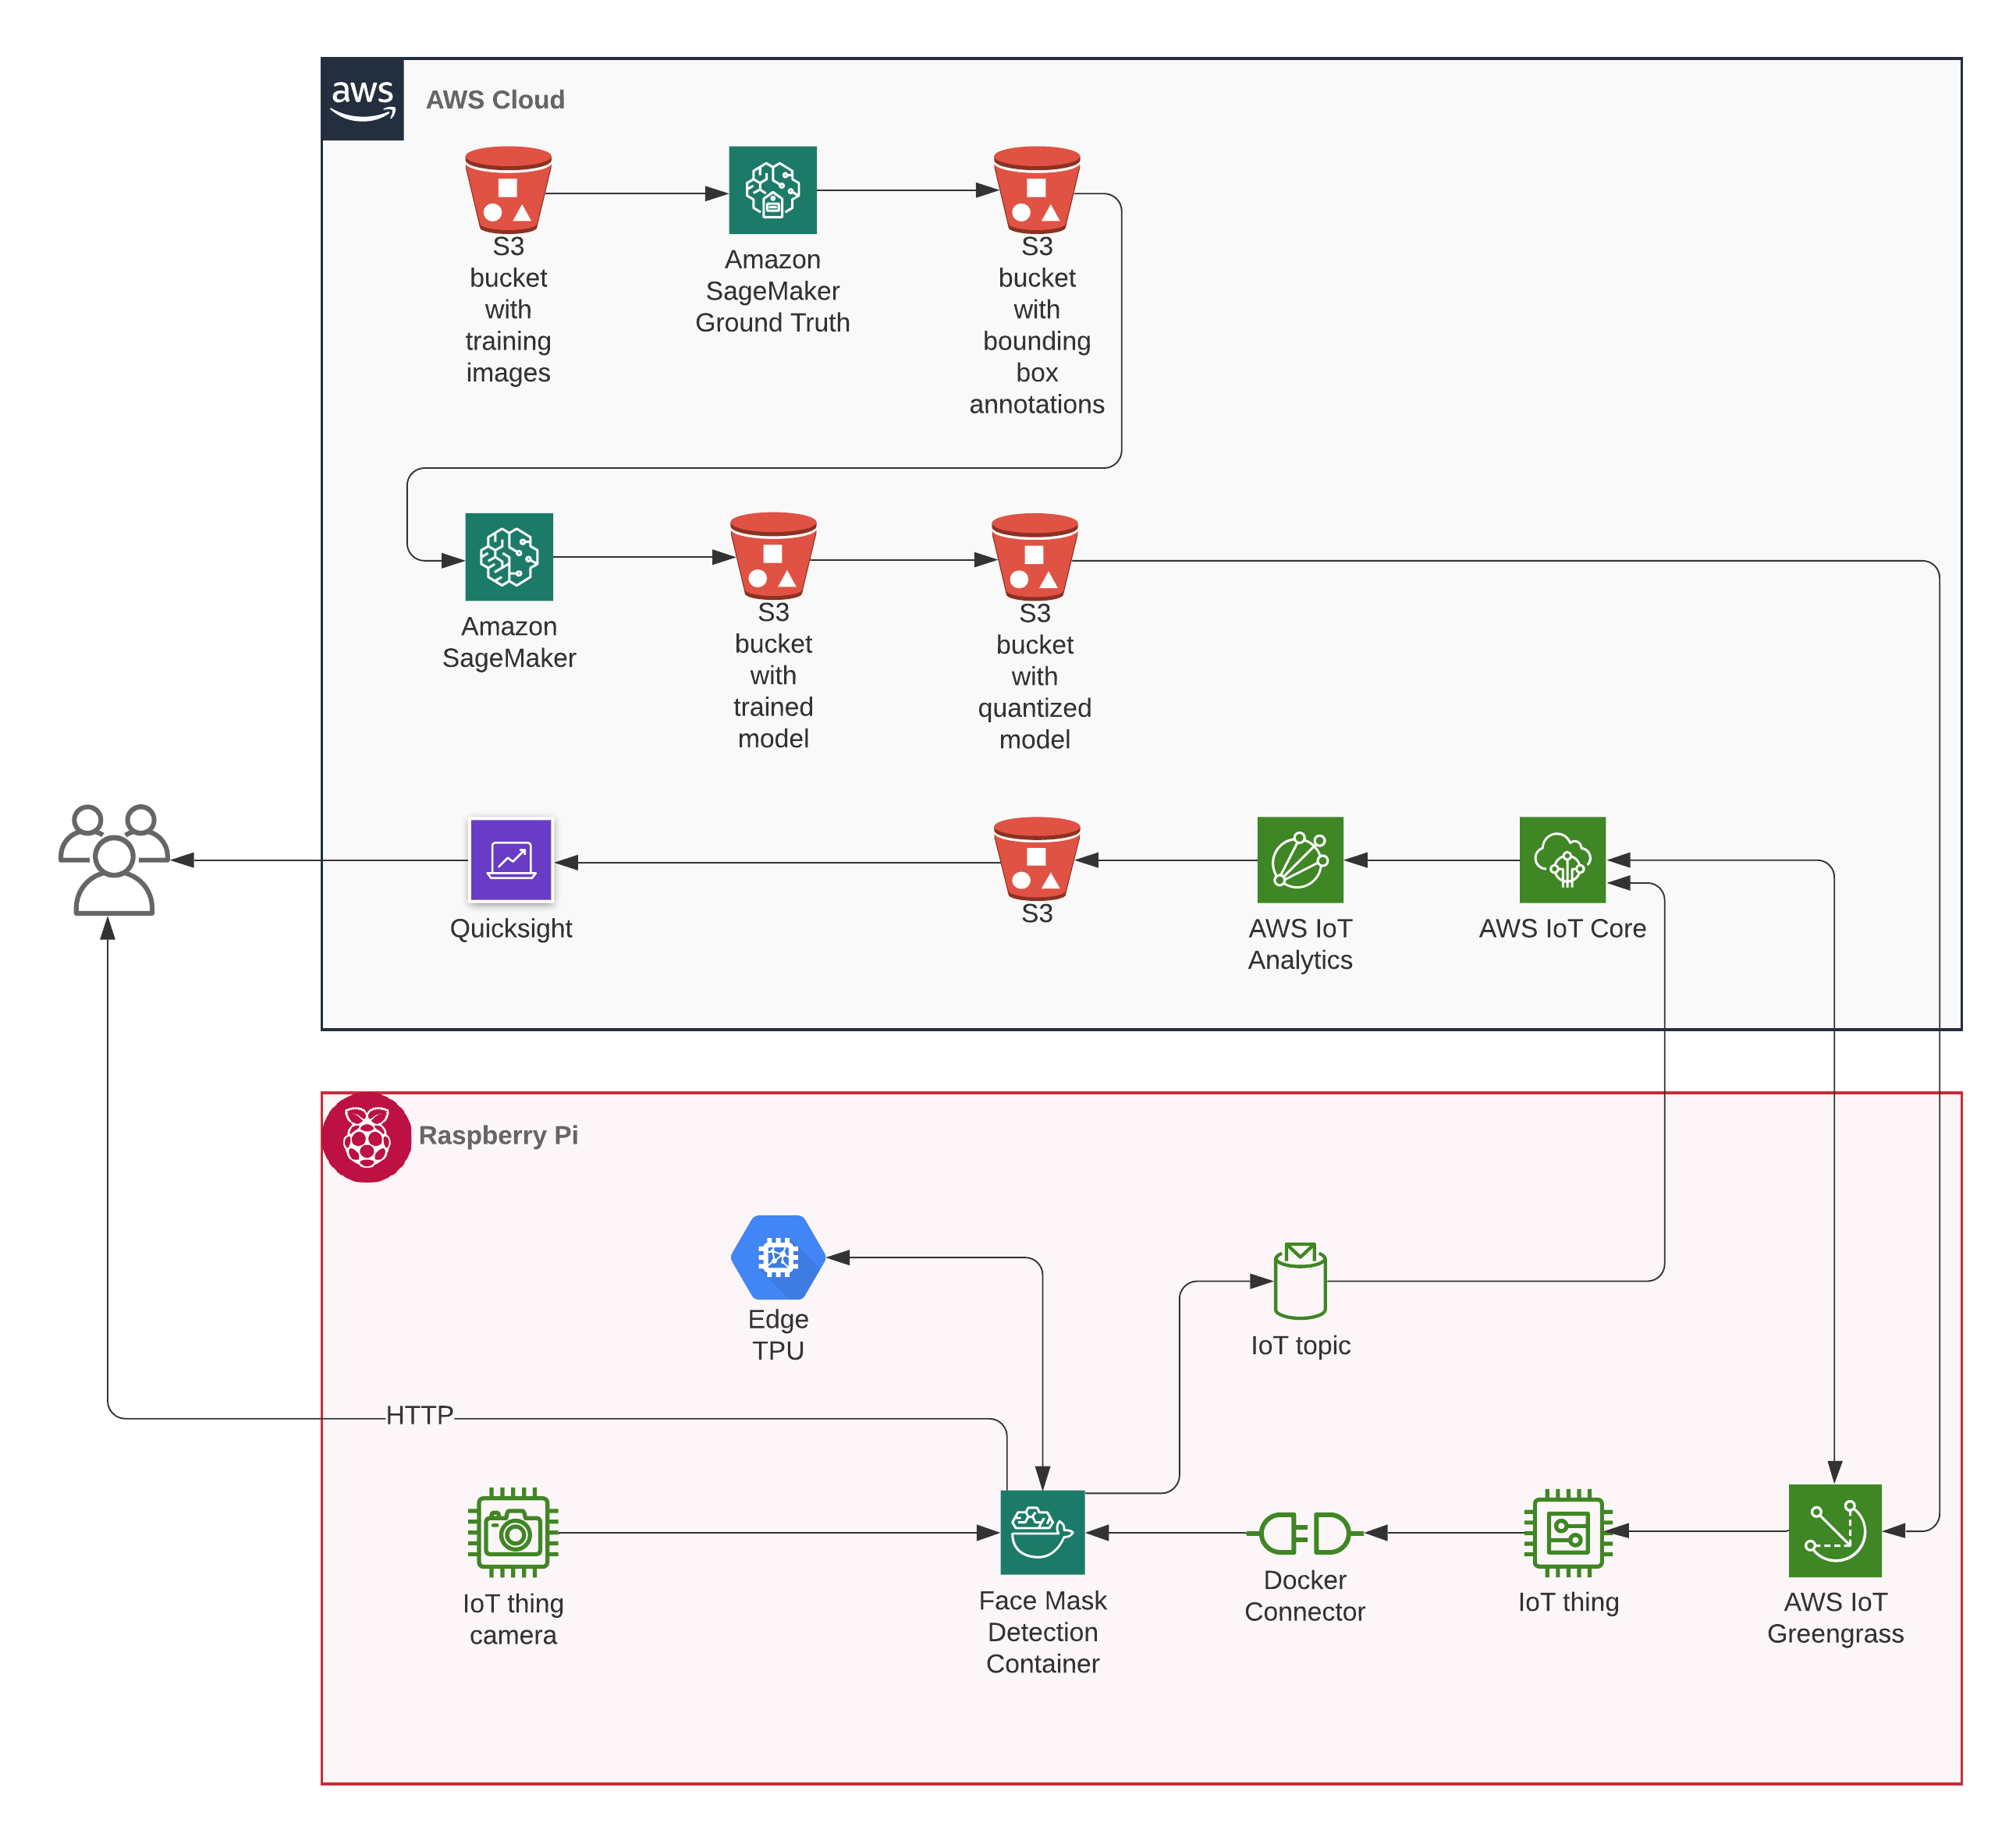 aws
AWS Cloud
S3
bucket
with
training
images
Amazon
SageMaker
Ground Truth
S3
bucket
with
bounding
box
annotations
Amazon
SageMaker
S3
bucket
with
trained
model
S3
bucket
with
quantized
model
Quicksight
S3
AWS IoT
Analytics
AWS IoT Core
Raspberry Pi
Edge
TPU
IoT topic
HTTP
IoT thing
camera
Face Mask
Detection
Container
Docker
Connector
IoT thing
AWS IoT
Greengrass